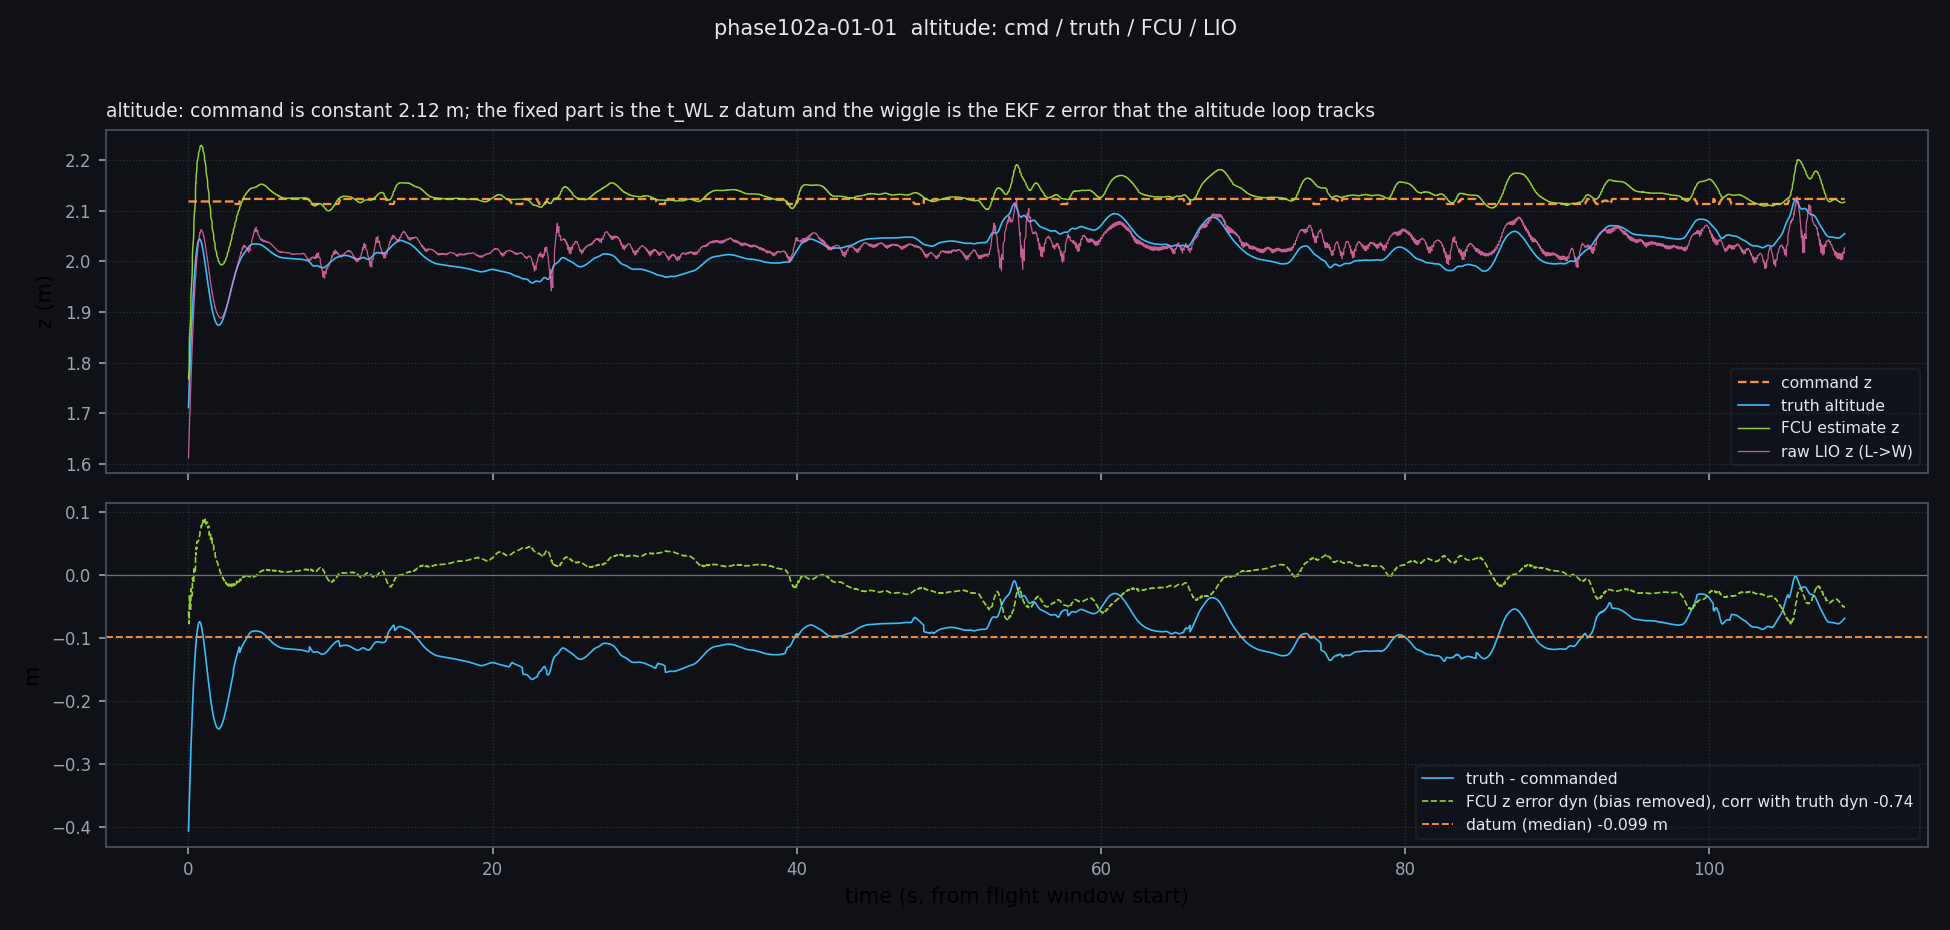 phase102a-01-01  altitude: cmd / truth / FCU / LIO
altitude: command is constant 2.12 m; the fixed part is the t_WL z datum and the wiggle is the EKF z error that the altitude loop tracks
z (m)
2.2
2.1
2.0
1.9
1.8
1.7
1.6
command z
truth altitude
FCU estimate z
raw LIO z (L->W)
m
0.1
0.0
−0.1
−0.2
−0.3
−0.4
truth - commanded
FCU z error dyn (bias removed), corr with truth dyn -0.74
datum (median) -0.099 m
0 20 40 60 80 100
time (s, from flight window start)